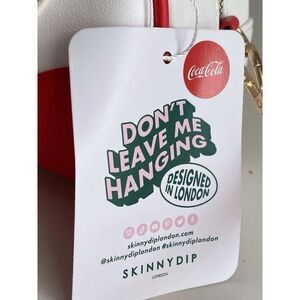 Coca-Cola
DON'T
LEAVE ME
HANGING
DESIGNED
IN LONDON
skinnydiplondon.com
@skinnydiplondon #skinnydiplondon
SKINNYDIP
LONDON